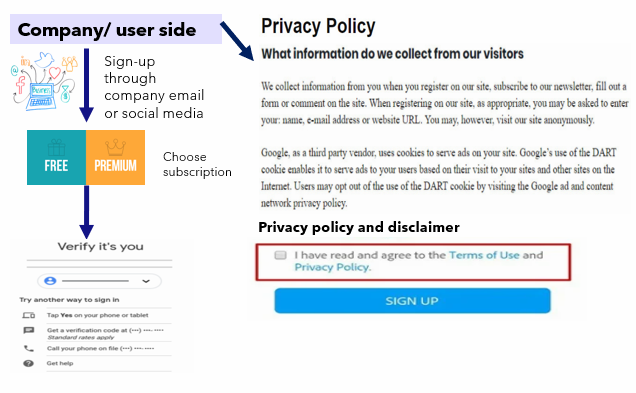 Company/ user side
Sign-up
through
company email
or social media
FREE
PREMIUM
Choose
subscription
Verify it's you
Try another way to sign in
Tap Yes on your phone or tablet
Get a verification code at (•••) •••-••••
Standard rates apply
Call your phone on file (•••) •••-••••
Get help
Privacy Policy
What information do we collect from our visitors
We collect information from you when you register on our site, subscribe to our newsletter, fill out a
form or comment on the site. When registering on our site, as appropriate, you may be asked to enter
your: name, e-mail address or website URL. You may, however, visit our site anonymously.
Google, as a third party vendor, uses cookies to serve ads on your site. Google's use of the DART
cookie enables it to serve ads to your users based on their visit to your sites and other sites on the
Internet. Users may opt out of the use of the DART cookie by visiting the Google ad and content
network privacy policy.
Privacy policy and disclaimer
I have read and agree to the Terms of Use and
Privacy Policy.
SIGN UP